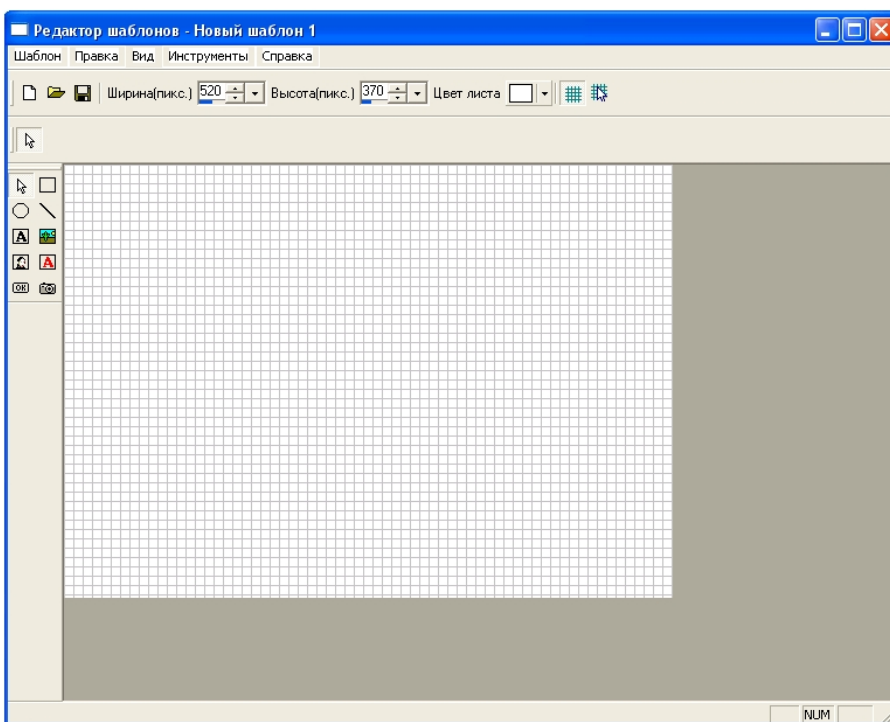 Редактор шаблонов - Новый шаблон 1
Шаблон Правка Вид Инструменты Справка
Ширина(пикс.) 520 Высота(пикс.) 370 Цвет листа
A
A
OK
NUM